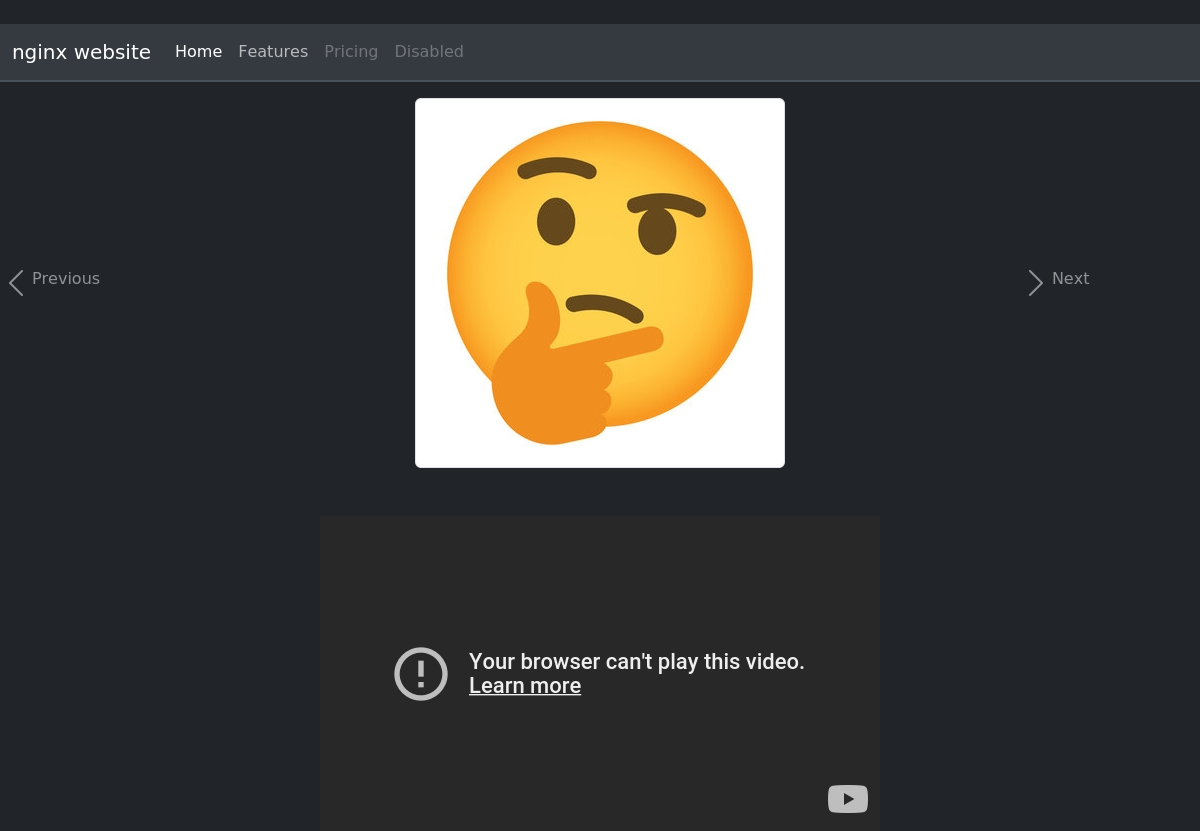 nginx website Home Features Pricing Disabled
Previous
Next
Your browser can't play this video.
Learn more